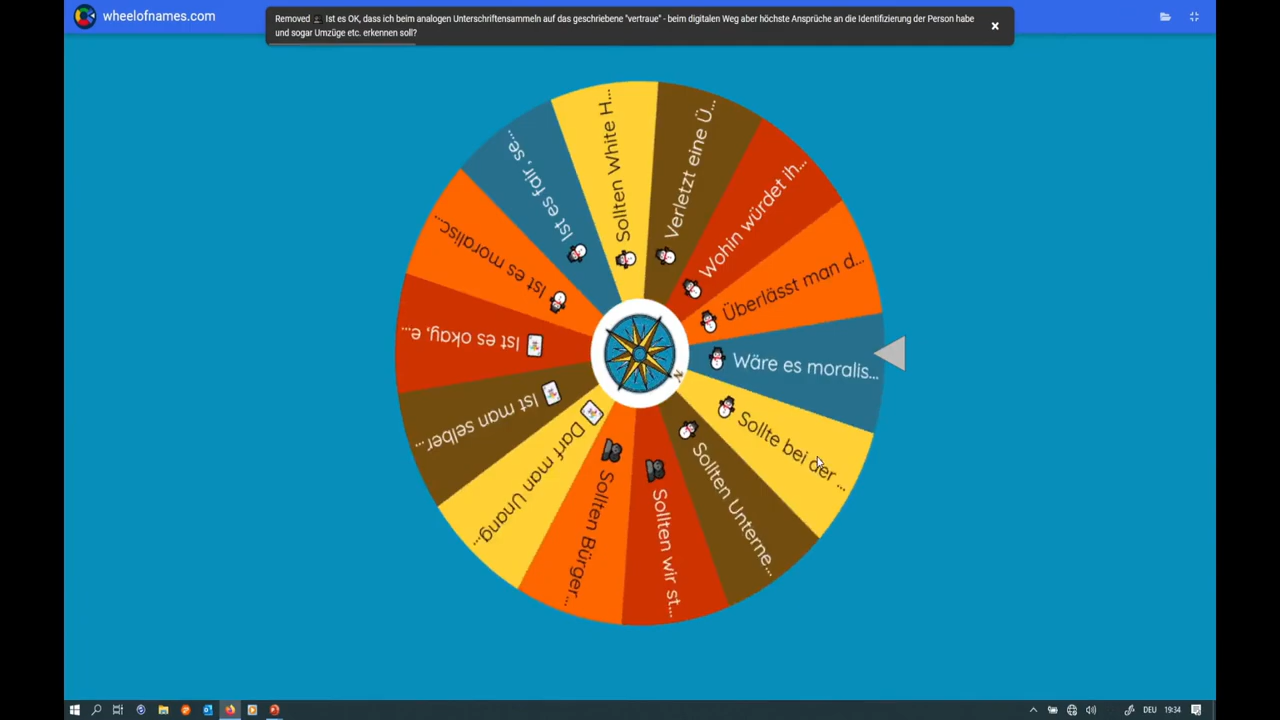 wheelofnames.com
Removed Ist es OK, dass ich beim analogen Unterschriftensammeln auf das geschriebene "vertraue" - beim digitalen Weg aber höchste Ansprüche an die Identifizierung der Person habe
und sogar Umzüge etc. erkennen soll?
Sollten White H...
Verletzt eine Ü...
Wohin würdet ih...
Überlässt man d...
Wäre es moralis...
Sollte bei der ...
Sollten Unterne...
Sollten wir st...
Sollten Bürger...
Darf man Unang...
Ist man selber...
Ist es okay, e...
Ist es moralisc...
Ist es fair, se...
N
DEU
19:34